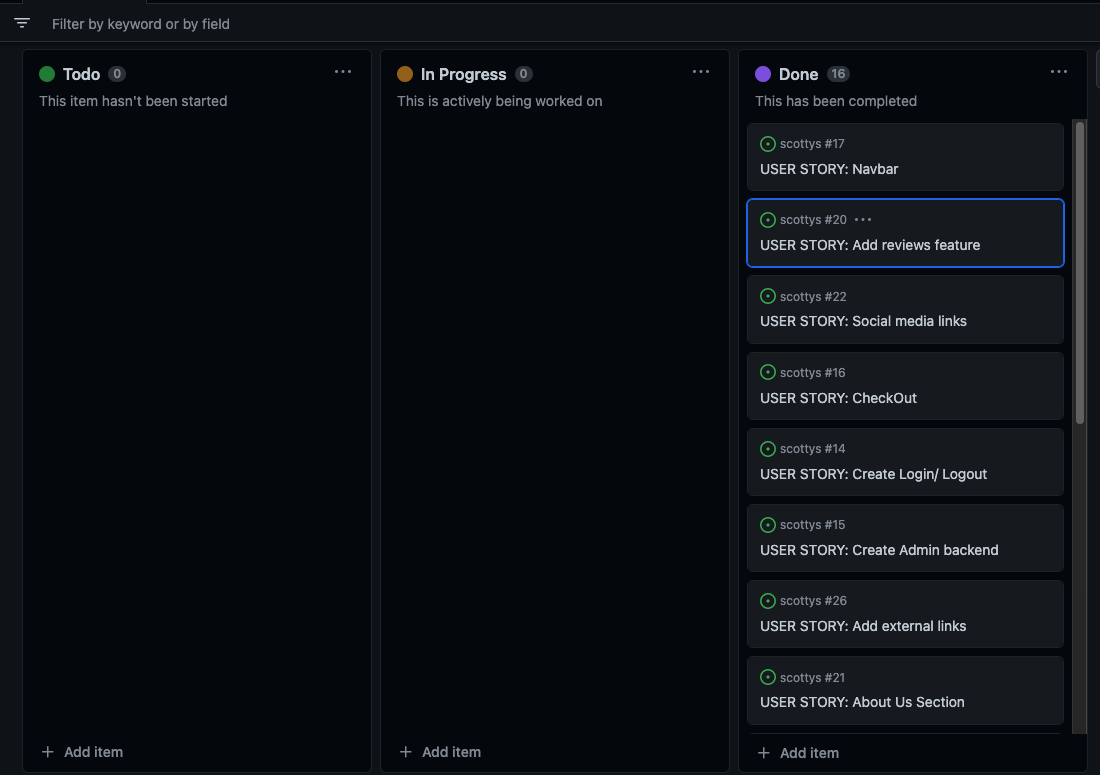 Filter by keyword or by field
Todo 0
This item hasn't been started
Add item
In Progress 0
This is actively being worked on
Add item
Done 16
This has been completed
scottys #17
USER STORY: Navbar
scottys #20
USER STORY: Add reviews feature
scottys #22
USER STORY: Social media links
scottys #16
USER STORY: CheckOut
scottys #14
USER STORY: Create Login/ Logout
scottys #15
USER STORY: Create Admin backend
scottys #26
USER STORY: Add external links
scottys #21
USER STORY: About Us Section
Add item